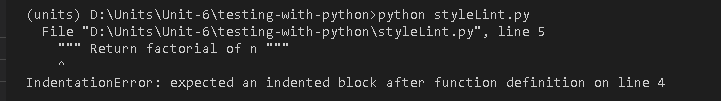 (units) D:\Units\Unit-6\testing-with-python>python styleLint.py
  File "D:\Units\Unit-6\testing-with-python\styleLint.py", line 5
    """ Return factorial of n """
    ^
IndentationError: expected an indented block after function definition on line 4